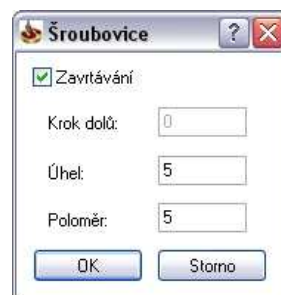 Šroubovice
Zavrtávání
Krok dolů: 0
Úhel: 5
Poloměr: 5
OK Storno